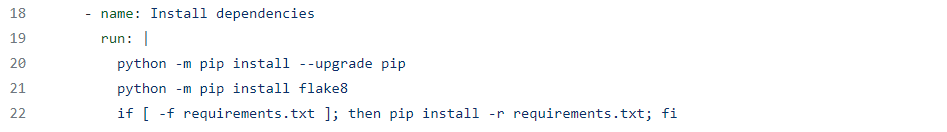 18 - name: Install dependencies
19 run: |
20 python -m pip install --upgrade pip
21 python -m pip install flake8
22 if [ -f requirements.txt ]; then pip install -r requirements.txt; fi